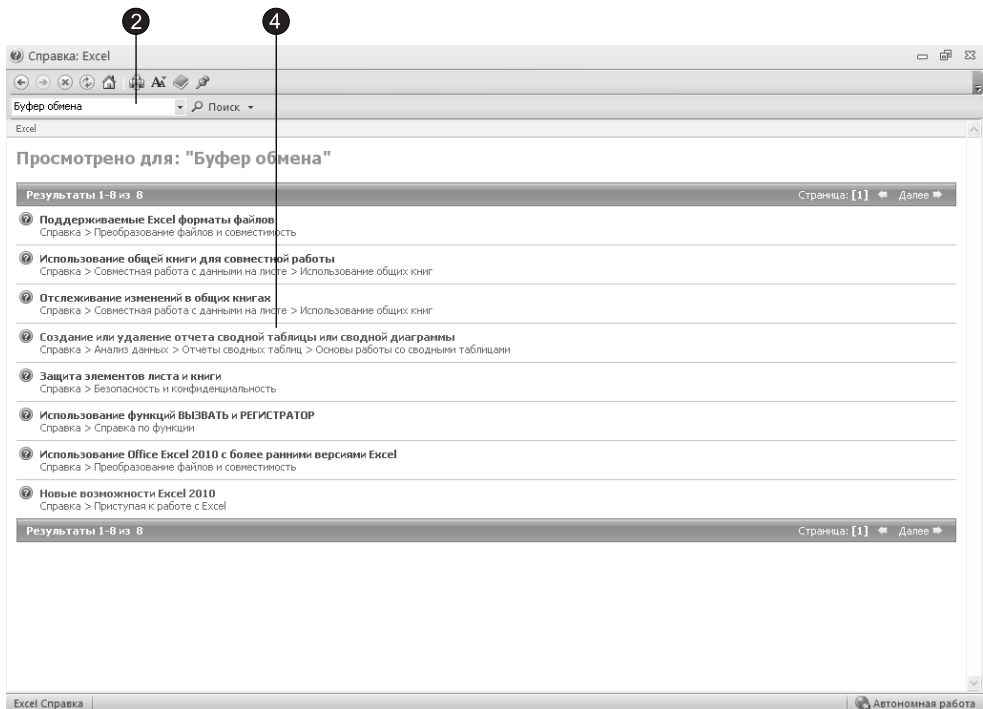 2 4
Справка: Excel
Буфер обмена Поиск
Excel
Просмотрено для: "Буфер обмена"
Результаты 1-8 из 8 Страница: [1] Далее
Поддерживаемые Excel форматы файлов
Справка > Преобразование файлов и совместимость
Использование общей книги для совместной работы
Справка > Совместная работа с данными на листе > Использование общих книг
Отслеживание изменений в общих книгах
Справка > Совместная работа с данными на листе > Использование общих книг
Создание или удаление отчета сводной таблицы или сводной диаграммы
Справка > Анализ данных > Отчеты сводных таблиц > Основы работы со сводными таблицами
Защита элементов листа и книги
Справка > Безопасность и конфиденциальность
Использование функций ВЫЗВАТЬ и РЕГИСТРАТОР
Справка > Справка по функции
Использование Office Excel 2010 с более ранними версиями Excel
Справка > Преобразование файлов и совместимость
Новые возможности Excel 2010
Справка > Приступая к работе с Excel
Результаты 1-8 из 8 Страница: [1] Далее
Excel Справка Автономная работа